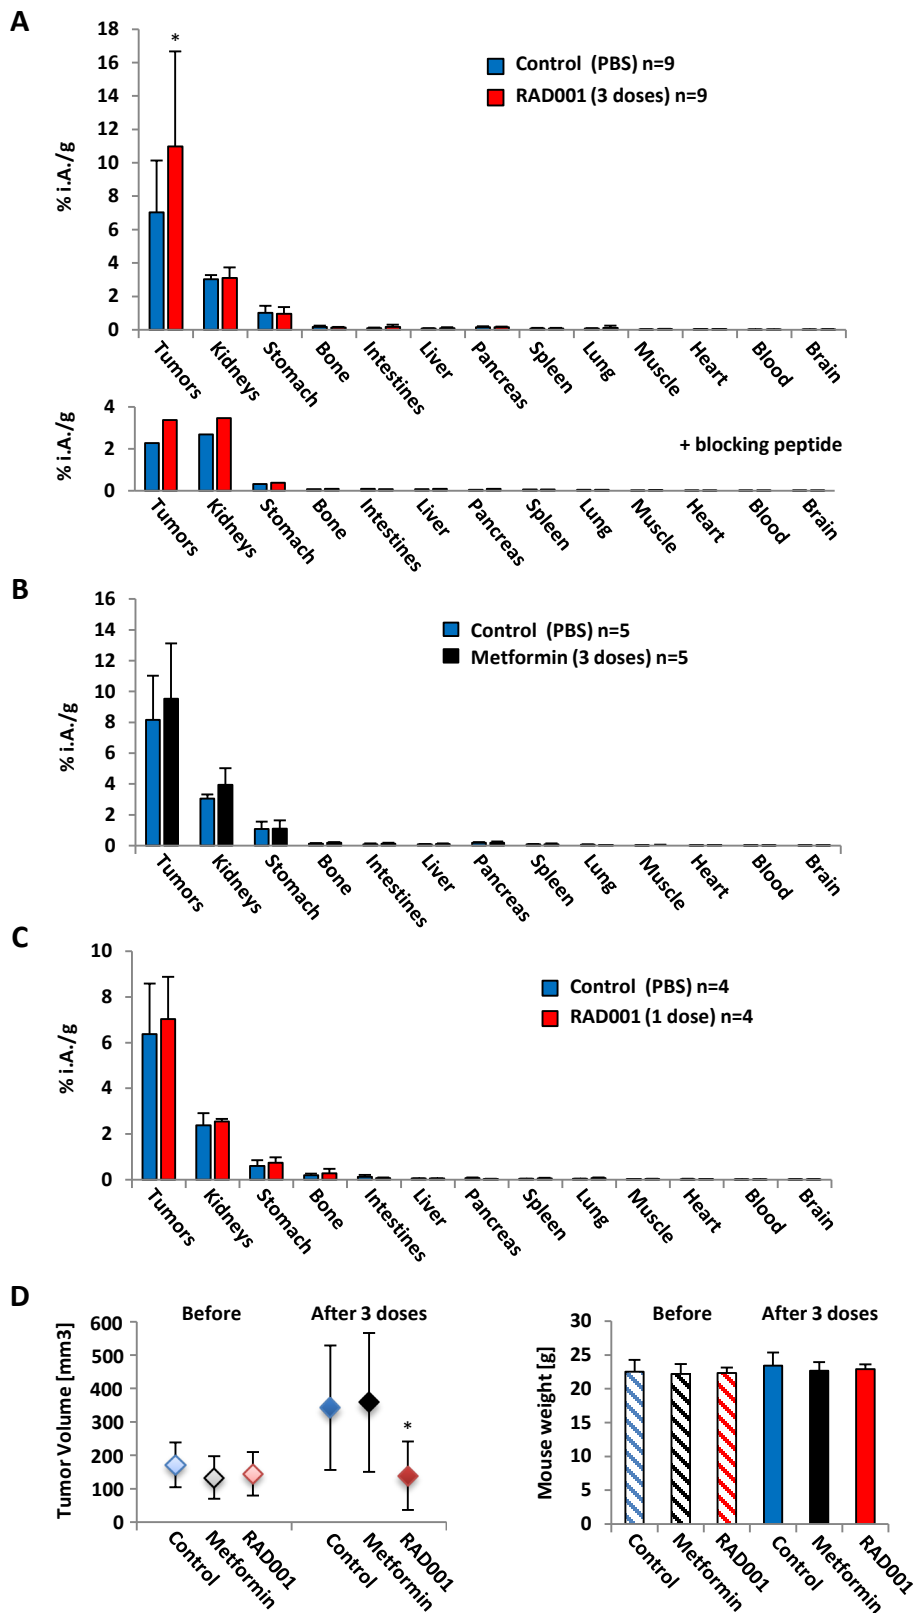 A
18
16
14
12
10
8
6
4
2
0
% i.A./g
*
Control (PBS) n=9
RAD001 (3 doses) n=9
Tumors
Kidneys
Stomach
Bone
Intestines
Liver
Pancreas
Spleen
Lung
Muscle
Heart
Blood
Brain
4
2
0
% i.A./g
+ blocking peptide
Tumors
Kidneys
Stomach
Bone
Intestines
Liver
Pancreas
Spleen
Lung
Muscle
Heart
Blood
Brain
B
16
14
12
10
8
6
4
2
0
% i.A./g
Control (PBS) n=5
Metformin (3 doses) n=5
Tumors
Kidneys
Stomach
Bone
Intestines
Liver
Pancreas
Spleen
Lung
Muscle
Heart
Blood
Brain
C
10
8
6
4
2
0
% i.A./g
Control (PBS) n=4
RAD001 (1 dose) n=4
Tumors
Kidneys
Stomach
Bone
Intestines
Liver
Pancreas
Spleen
Lung
Muscle
Heart
Blood
Brain
D
Before
After 3 doses
600
500
400
300
200
100
0
Tumor Volume [mm3]
*
Control
Metformin
RAD001
Control
Metformin
RAD001
Before
After 3 doses
30
25
20
15
10
5
0
Mouse weight [g]
Control
Metformin
RAD001
Control
Metformin
RAD001